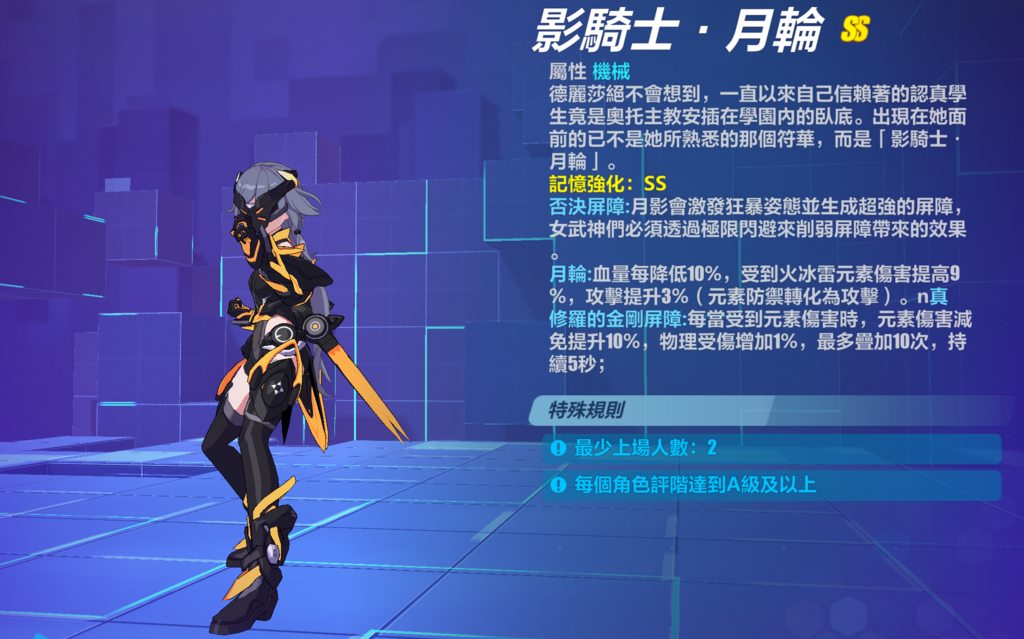 影騎士·月輪 SS
屬性 機械
德麗莎絕不會想到，一直以來自己信賴著的認真學
生竟是奧托主教安插在學園內的臥底。出現在她面
前的已不是她所熟悉的那個符華，而是「影騎士·
月輪」。
記憶強化：SS
否決屏障:月影會激發狂暴姿態並生成超強的屏障，
女武神們必須透過極限閃避來削弱屏障帶來的效果
。
月輪:血量每降低10%，受到火冰雷元素傷害提高9
%，攻擊提升3%（元素防禦轉化為攻擊）。n真
修羅的金剛屏障:每當受到元素傷害時，元素傷害減
免提升10%，物理受傷增加1%，最多疊加10次，持
續5秒；
特殊規則
最少上場人數：2
每個角色評階達到A級及以上